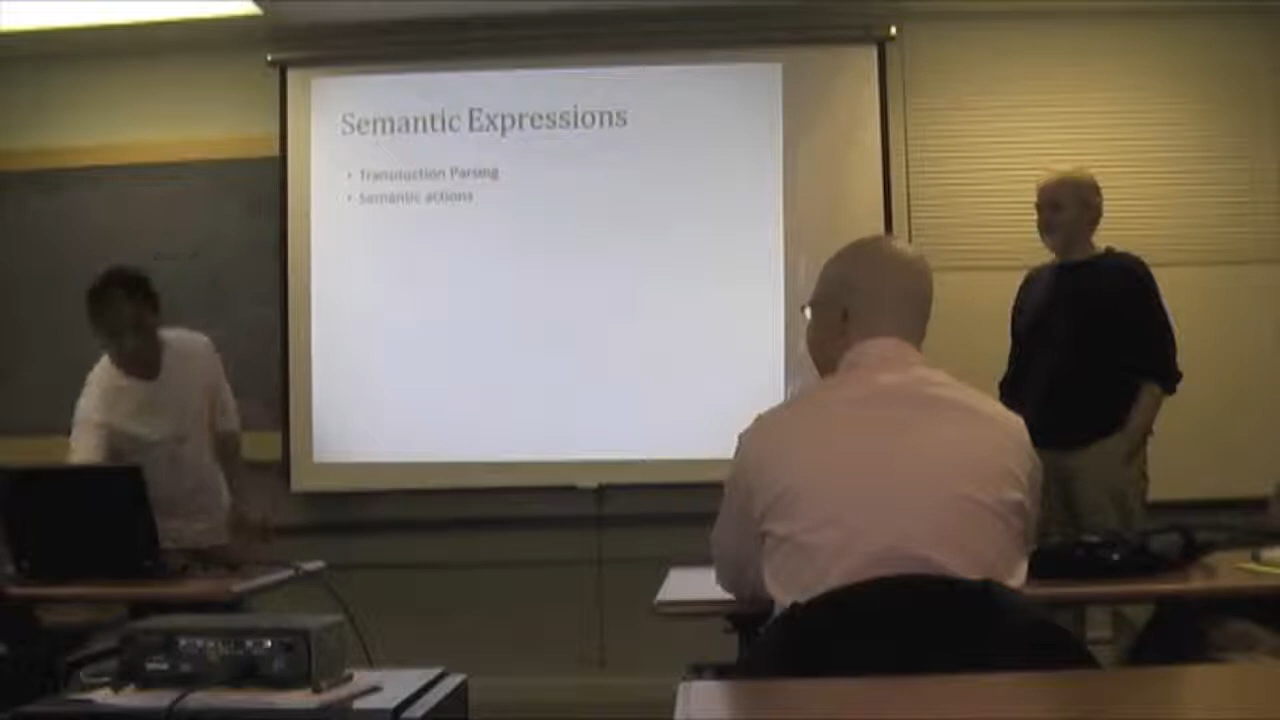 Semantic Expressions
• Transduction Parsing
• Semantic actions